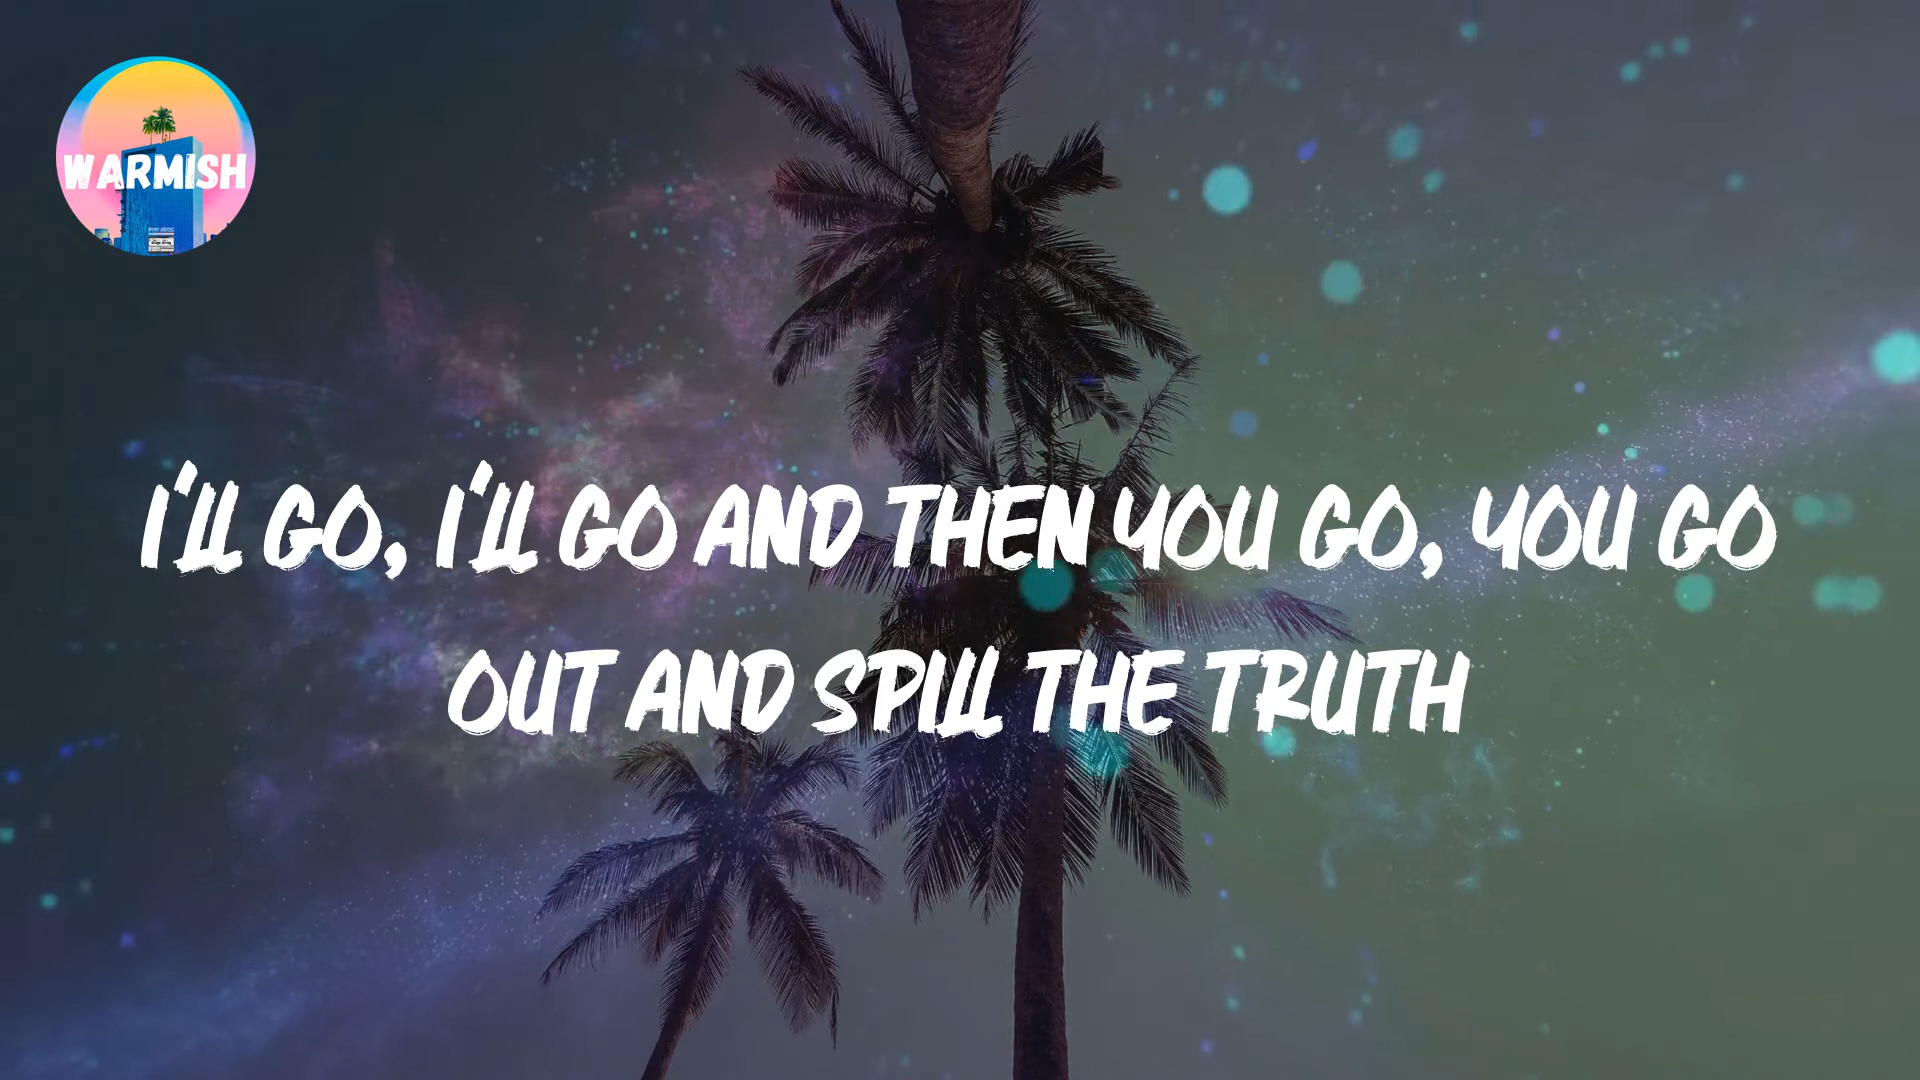 WARMISH
I'LL GO, I'LL GO AND THEN YOU GO, YOU GO
OUT AND SPILL THE TRUTH